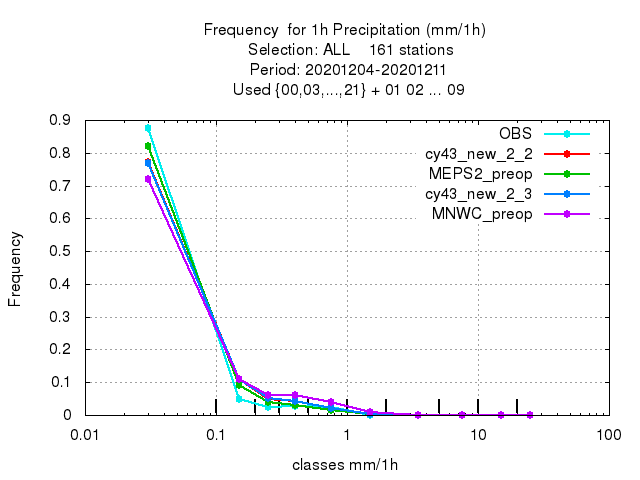 Frequency  for 1h Precipitation (mm/1h)
Selection: ALL    161 stations
Period: 20201204-20201211
Used {00,03,...,21} + 01 02 ... 09
OBS
cy43_new_2_2
MEPS2_preop
cy43_new_2_3
MNWC_preop
Frequency
0.9
0.8
0.7
0.6
0.5
0.4
0.3
0.2
0.1
0
0.01 0.1 1 10 100
classes mm/1h